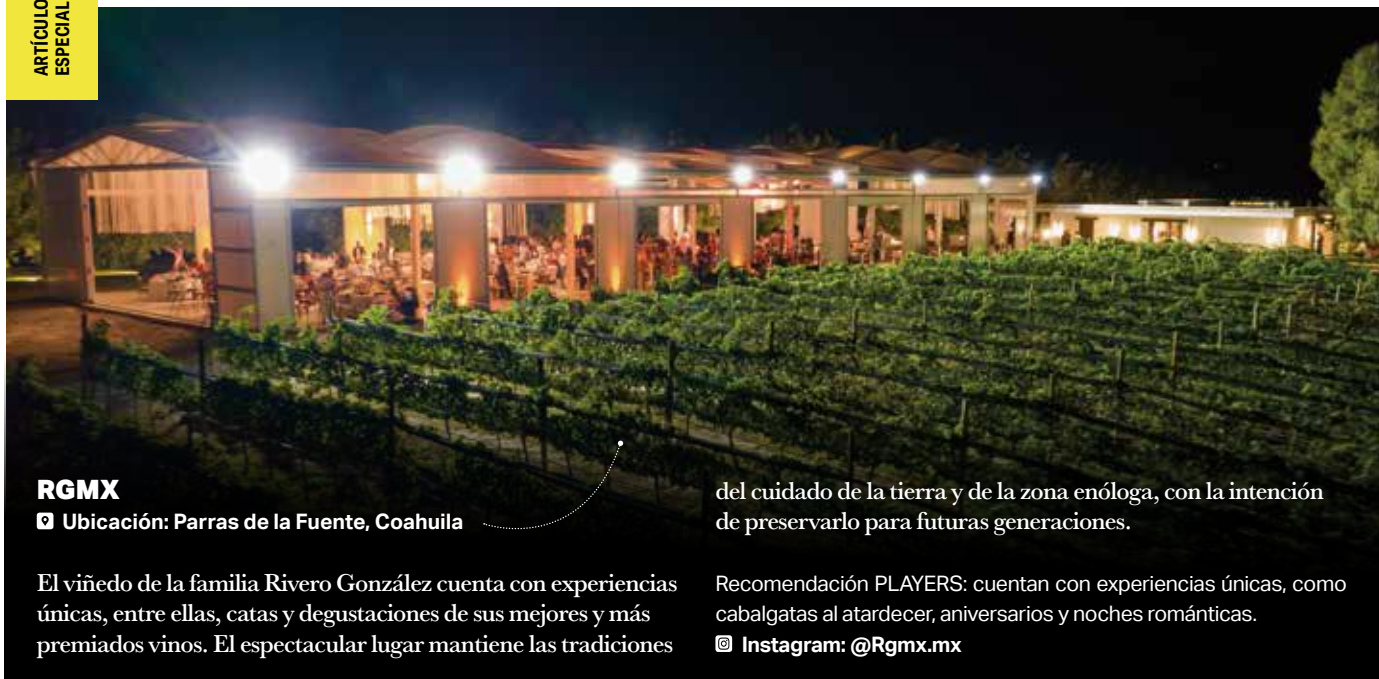 ARTÍCULO
ESPECIAL
RGMX
Ubicación: Parras de la Fuente, Coahuila
El viñedo de la familia Rivero González cuenta con experiencias
únicas, entre ellas, catas y degustaciones de sus mejores y más
premiados vinos. El espectacular lugar mantiene las tradiciones
del cuidado de la tierra y de la zona enóloga, con la intención
de preservarlo para futuras generaciones.
Recomendación PLAYERS: cuentan con experiencias únicas, como
cabalgatas al atardecer, aniversarios y noches románticas.
Instagram: @Rgmx.mx